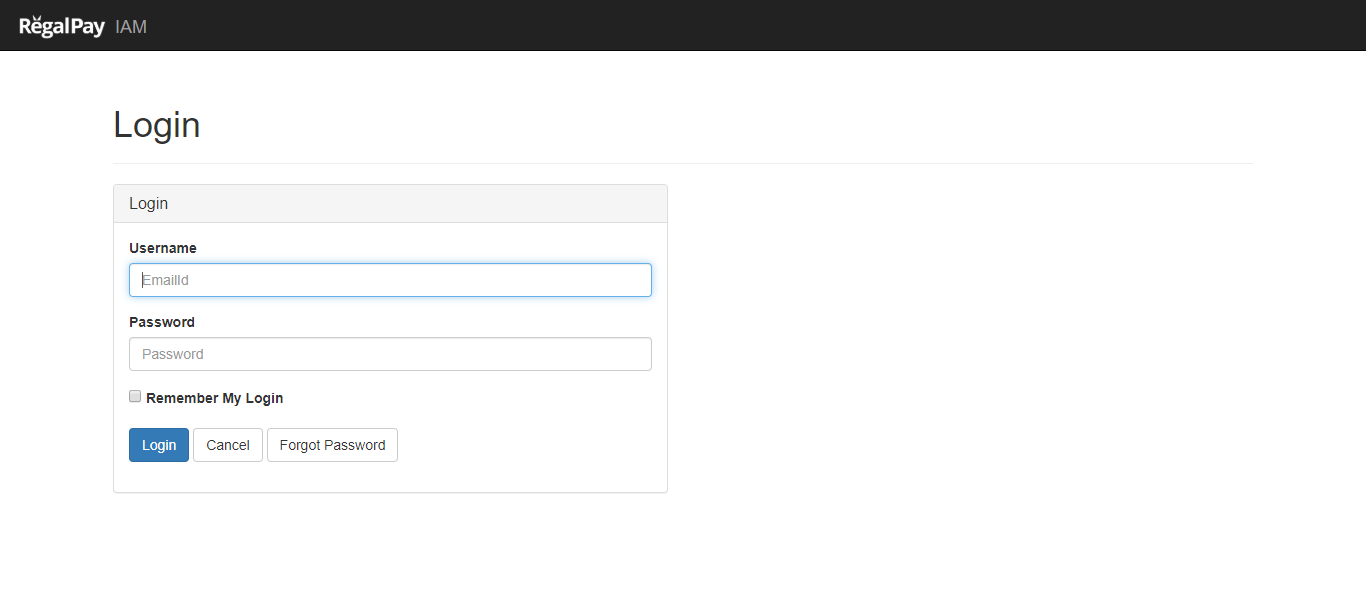 RegalPay IAM
Login
Login
Username
EmailId
Password
Password
Remember My Login
Login Cancel Forgot Password